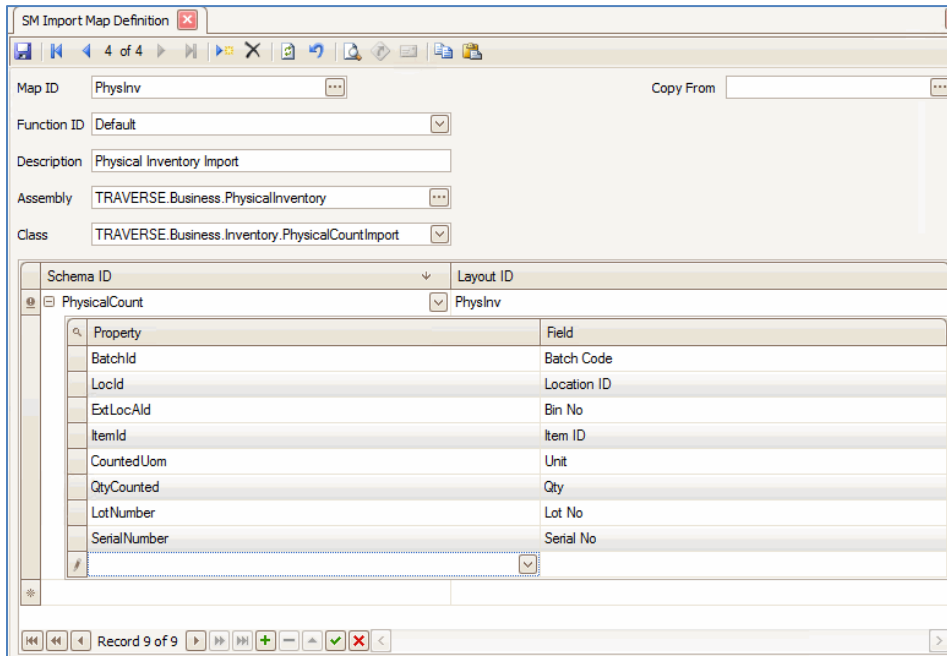 SM Import Map Definition
4 of 4
Map ID PhysInv Copy From
Function ID Default
Description Physical Inventory Import
Assembly TRAVERSE.Business.PhysicalInventory
Class TRAVERSE.Business.Inventory.PhysicalCountImport
Schema ID Layout ID
PhysicalCount PhysInv
Property Field
BatchId Batch Code
LocId Location ID
ExtLocAId Bin No
ItemId Item ID
CountedUom Unit
QtyCounted Qty
LotNumber Lot No
SerialNumber Serial No
Record 9 of 9